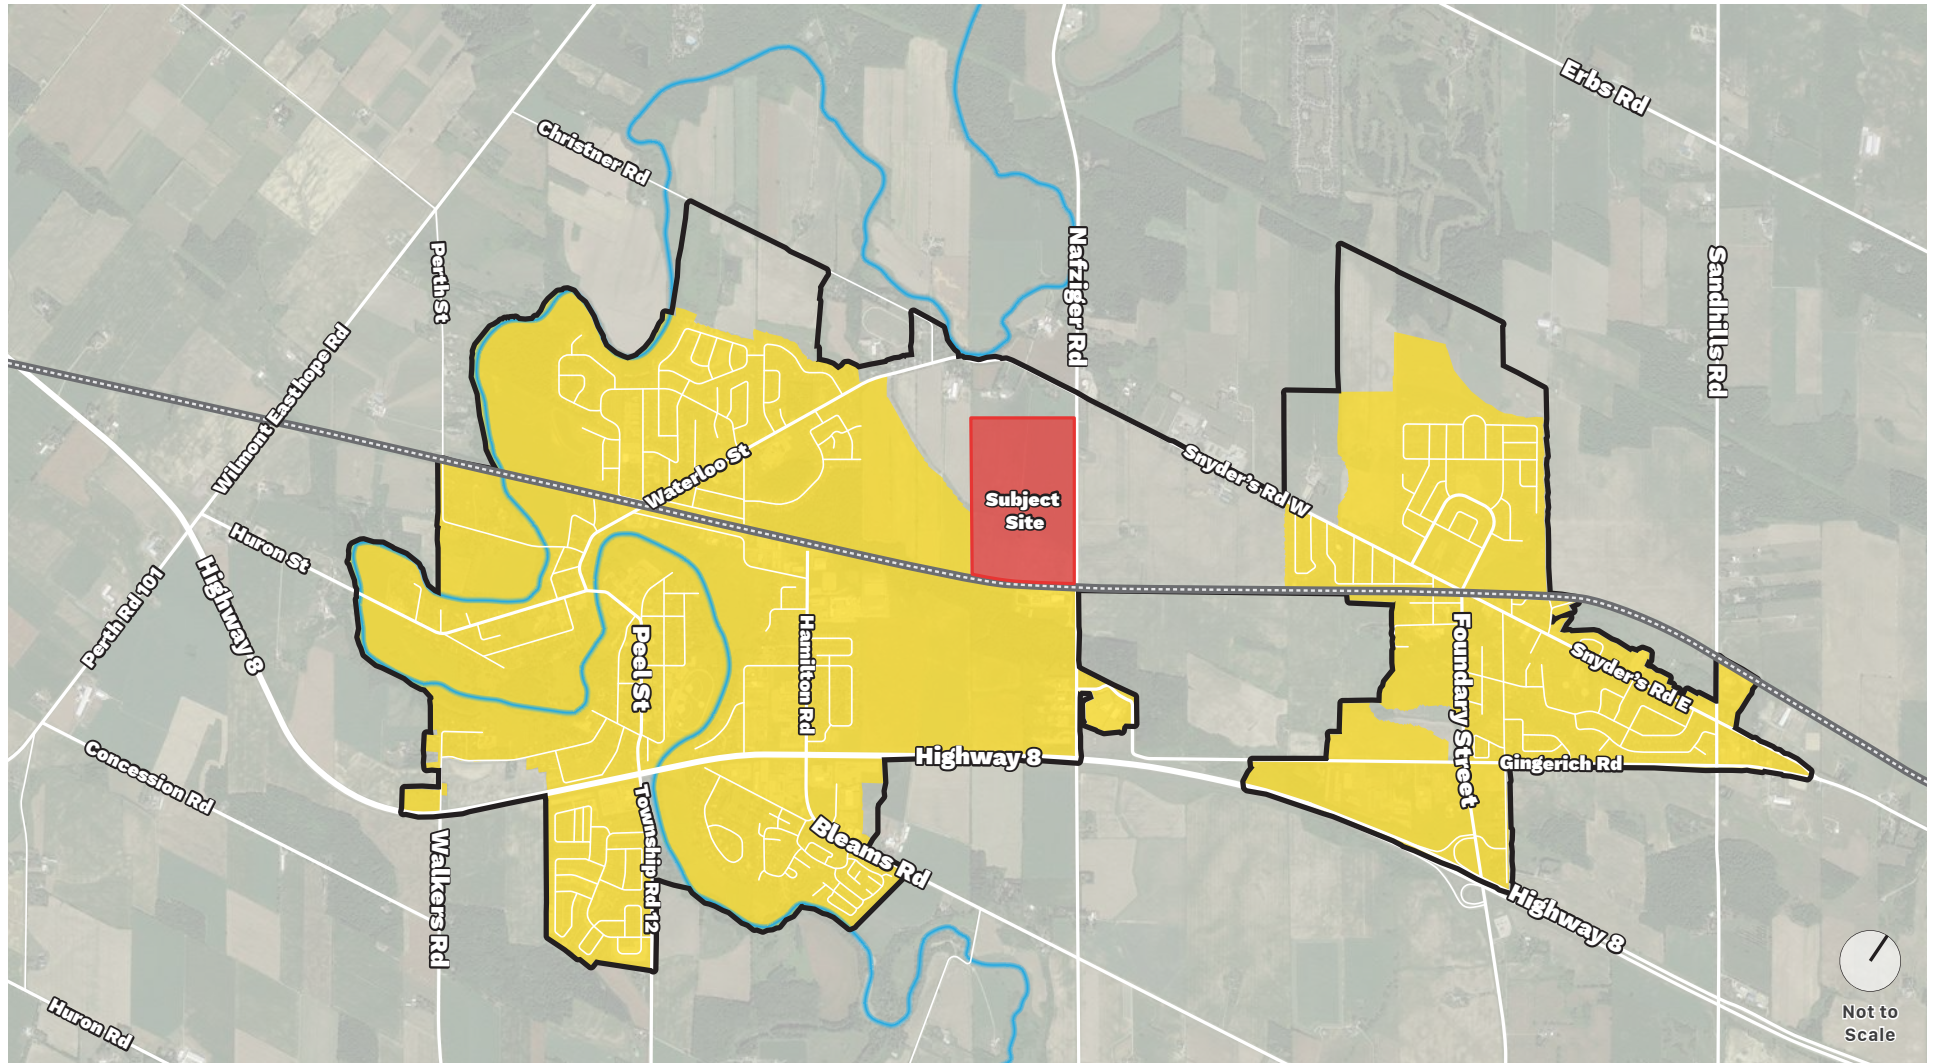 Erbs Rd
Christner Rd
Perth St
Nafziger Rd
Sandhills Rd
Wilmont Easthope Rd
Waterloo St
Snyder's Rd W
Subject
Site
Huron St
Highway 8
Perth Rd 101
Peel St
Hamilton Rd
Foundary Street
Snyder's Rd E
Highway 8
Gingerich Rd
Concession Rd
Township Rd 12
Bleams Rd
Walkers Rd
Highway 8
Huron Rd
Not to
Scale